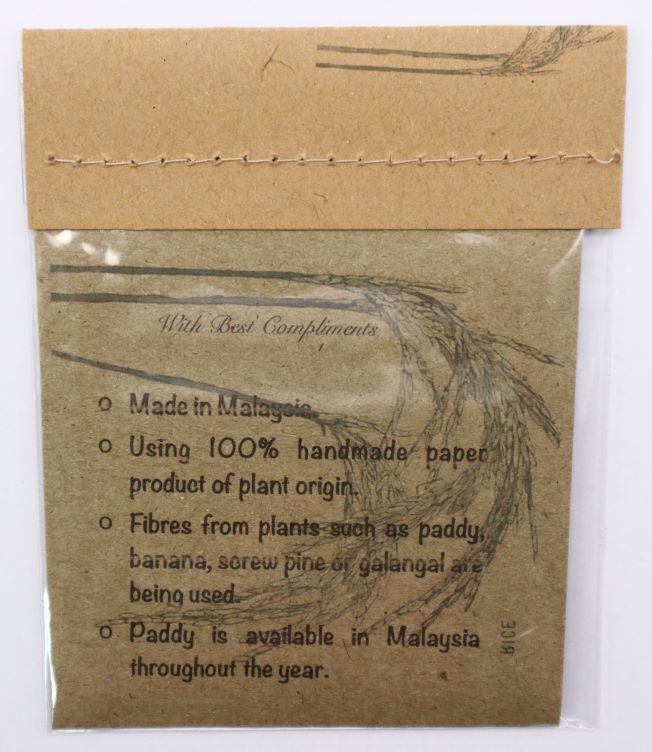 With Best Compliments
o Made in Malaysia.
o Using 100% handmade paper
product of plant origin.
o Fibres from plants such as paddy,
banana, screw pine or galangal are
being used.
o Paddy is available in Malaysia
throughout the year.
RICE